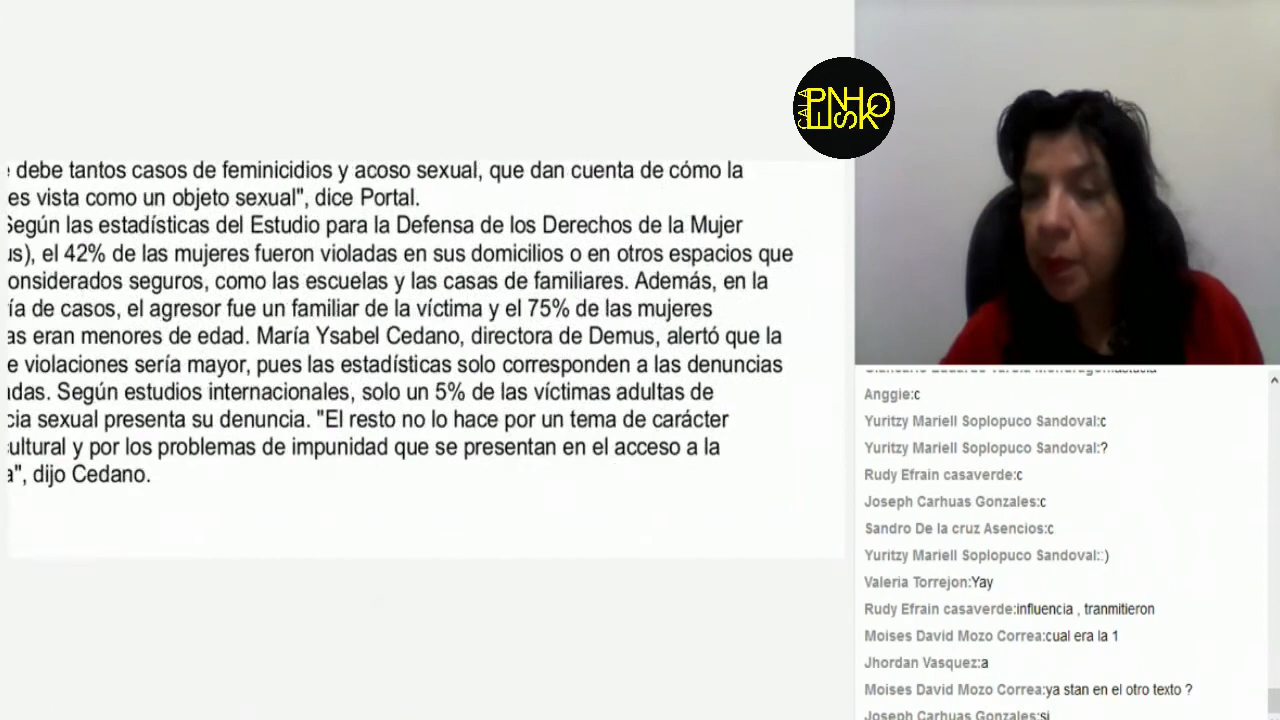 debe tantos casos de feminicidios y acoso sexual, que dan cuenta de cómo la
es vista como un objeto sexual", dice Portal.
Según las estadísticas del Estudio para la Defensa de los Derechos de la Mujer
us), el 42% de las mujeres fueron violadas en sus domicilios o en otros espacios que
onsiderados seguros, como las escuelas y las casas de familiares. Además, en la
ía de casos, el agresor fue un familiar de la víctima y el 75% de las mujeres
as eran menores de edad. María Ysabel Cedano, directora de Demus, alertó que la
e violaciones sería mayor, pues las estadísticas solo corresponden a las denuncias
adas. Según estudios internacionales, solo un 5% de las víctimas adultas de
cia sexual presenta su denuncia. "El resto no lo hace por un tema de carácter
ultural y por los problemas de impunidad que se presentan en el acceso a la
a", dijo Cedano.
CALA
Anggie:c
Yuritzy Mariell Soplopuco Sandoval:c
Yuritzy Mariell Soplopuco Sandoval:?
Rudy Efrain casaverde:c
Joseph Carhuas Gonzales:c
Sandro De la cruz Asencios:c
Yuritzy Mariell Soplopuco Sandoval::)
Valeria Torrejon:Yay
Rudy Efrain casaverde:influencia , tranmitieron
Moises David Mozo Correa:cual era la 1
Jhordan Vasquez:a
Moises David Mozo Correa:ya stan en el otro texto ?
Joseph Carhuas Gonzales:si